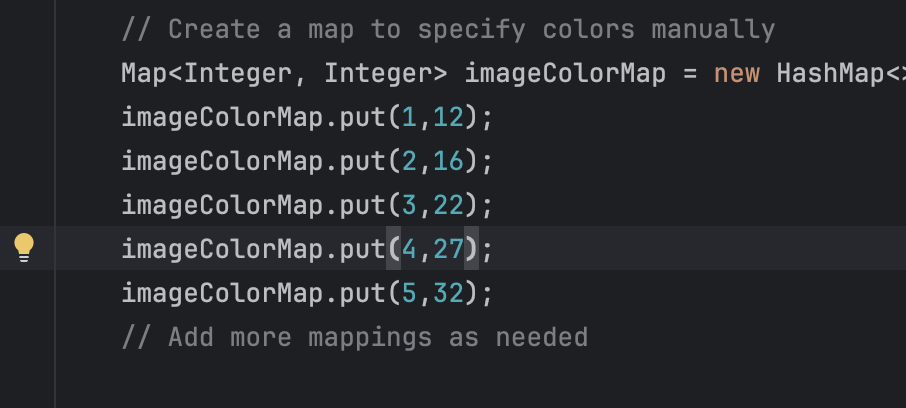 // Create a map to specify colors manually
Map<Integer, Integer> imageColorMap = new HashMap<>
imageColorMap.put(1,12);
imageColorMap.put(2,16);
imageColorMap.put(3,22);
imageColorMap.put(4,27);
imageColorMap.put(5,32);
// Add more mappings as needed